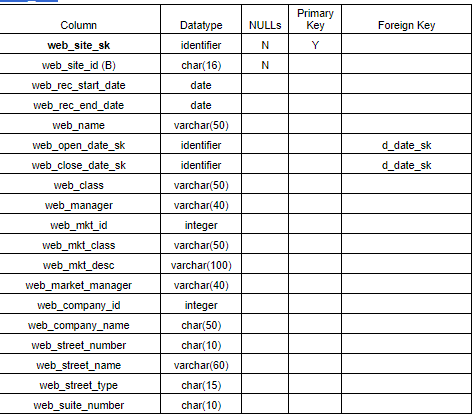 Column Datatype NULLs Primary Key Foreign Key
web_site_sk identifier N Y
web_site_id (B) char(16) N
web_rec_start_date date
web_rec_end_date date
web_name varchar(50)
web_open_date_sk identifier d_date_sk
web_close_date_sk identifier d_date_sk
web_class varchar(50)
web_manager varchar(40)
web_mkt_id integer
web_mkt_class varchar(50)
web_mkt_desc varchar(100)
web_market_manager varchar(40)
web_company_id integer
web_company_name char(50)
web_street_number char(10)
web_street_name varchar(60)
web_street_type char(15)
web_suite_number char(10)